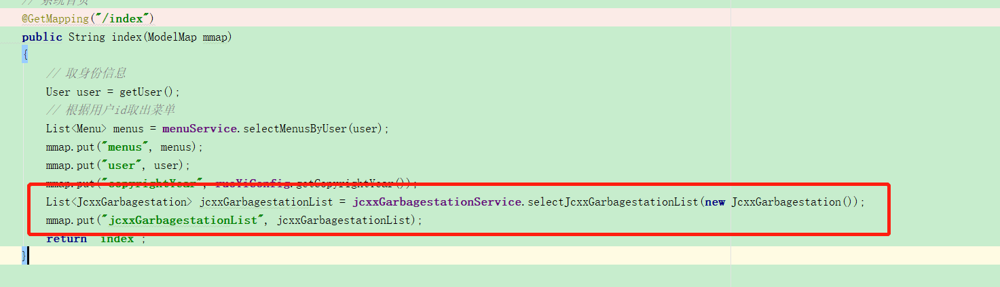 // 系统首页
@GetMapping("/index")
public String index(ModelMap mmap)
{
// 取身份信息
User user = getUser();
// 根据用户id取出菜单
List<Menu> menus = menuService.selectMenusByUser(user);
mmap.put("menus", menus);
mmap.put("user", user);
mmap.put("copyrightYear", ruoYiConfig.getCopyrightYear());
List<JcxxGarbagestation> jcxxGarbagestationList = jcxxGarbagestationService.selectJcxxGarbagestationList(new JcxxGarbagestation());
mmap.put("jcxxGarbagestationList", jcxxGarbagestationList);
return "index";
}